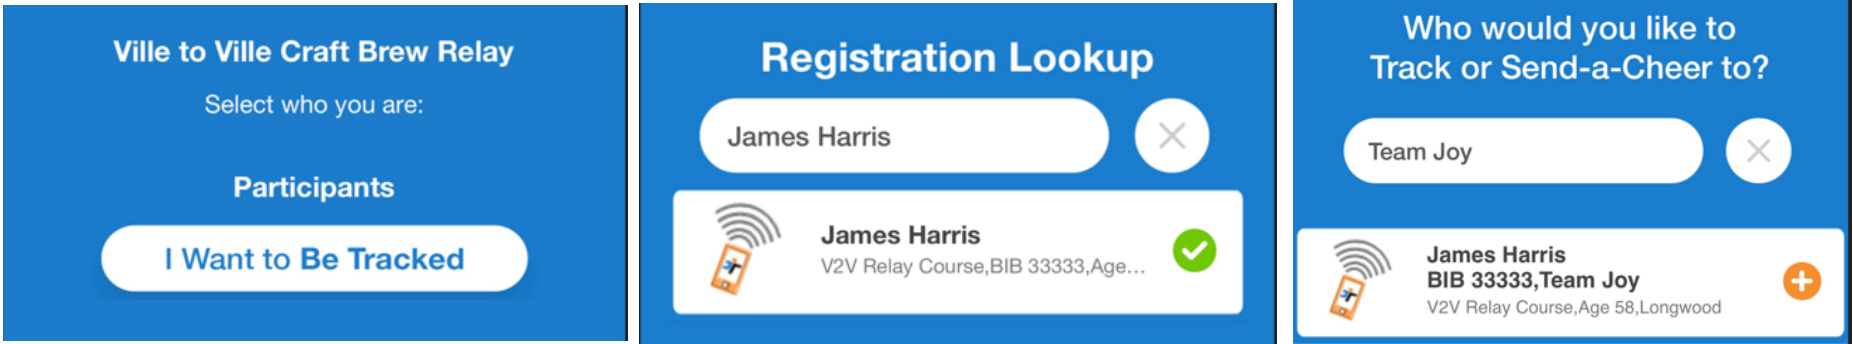 Ville to Ville Craft Brew Relay
Select who you are:
Participants
I Want to Be Tracked
Registration Lookup
James Harris
James Harris
V2V Relay Course,BIB 33333,Age...
Who would you like to
Track or Send-a-Cheer to?
Team Joy
James Harris
BIB 33333,Team Joy
V2V Relay Course,Age 58,Longwood